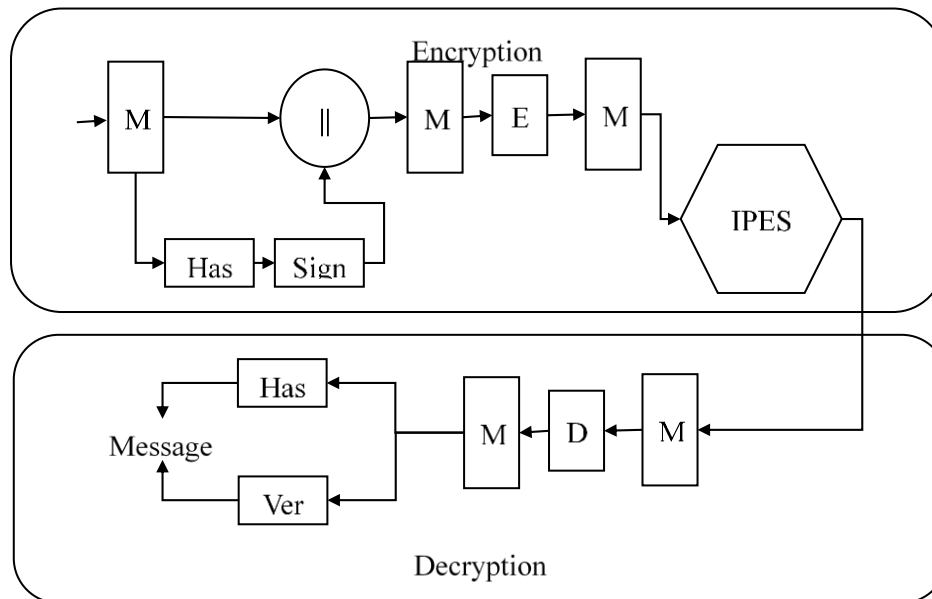 Encryption
M
||
M
E
M
IPES
Has
Sign
Has
Message
M
D
M
Ver
Decryption